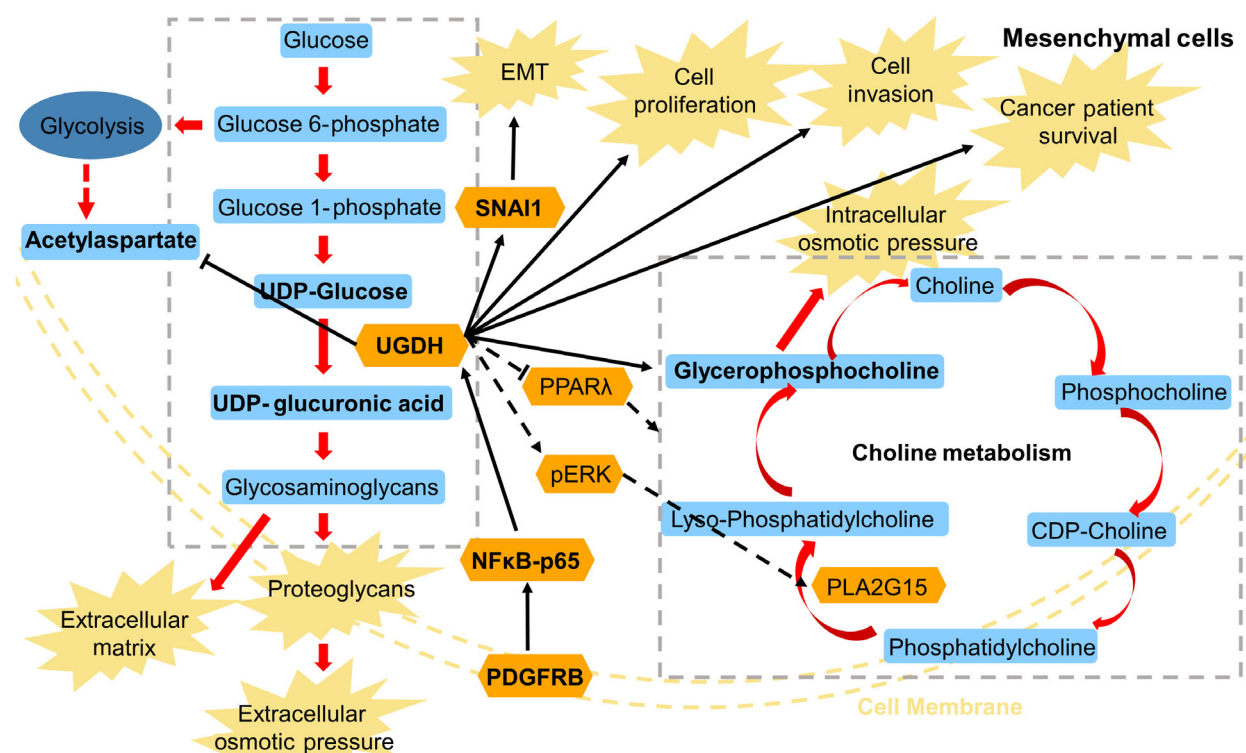 Glucose
Mesenchymal cells
EMT
Cell
proliferation
Cell
invasion
Cancer patient
survival
Glycolysis
Glucose 6-phosphate
Glucose 1-phosphate
SNAI1
Intracellular
osmotic pressure
Acetylaspartate
UDP-Glucose
Choline
UGDH
Glycerophosphocholine
PPARλ
Phosphocholine
UDP- glucuronic acid
Choline metabolism
pERK
Glycosaminoglycans
Lyso-Phosphatidylcholine
CDP-Choline
NFκB-p65
PLA2G15
Proteoglycans
Extracellular
matrix
Phosphatidylcholine
PDGFRB
Cell Membrane
Extracellular
osmotic pressure